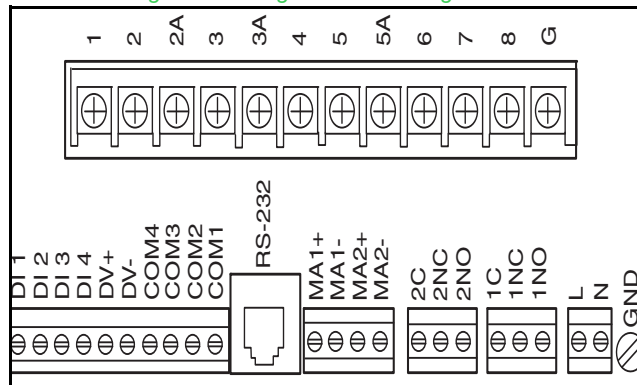 1
2
2A
3
3A
4
5
5A
6
7
8
G
DI 1
DI 2
DI 3
DI 4
DV+
DV-
COM4
COM3
COM2
COM1
RS-232
MA1+
MA1-
MA2+
MA2-
2C
2NC
2NO
1C
1NC
1NO
L
N
GND